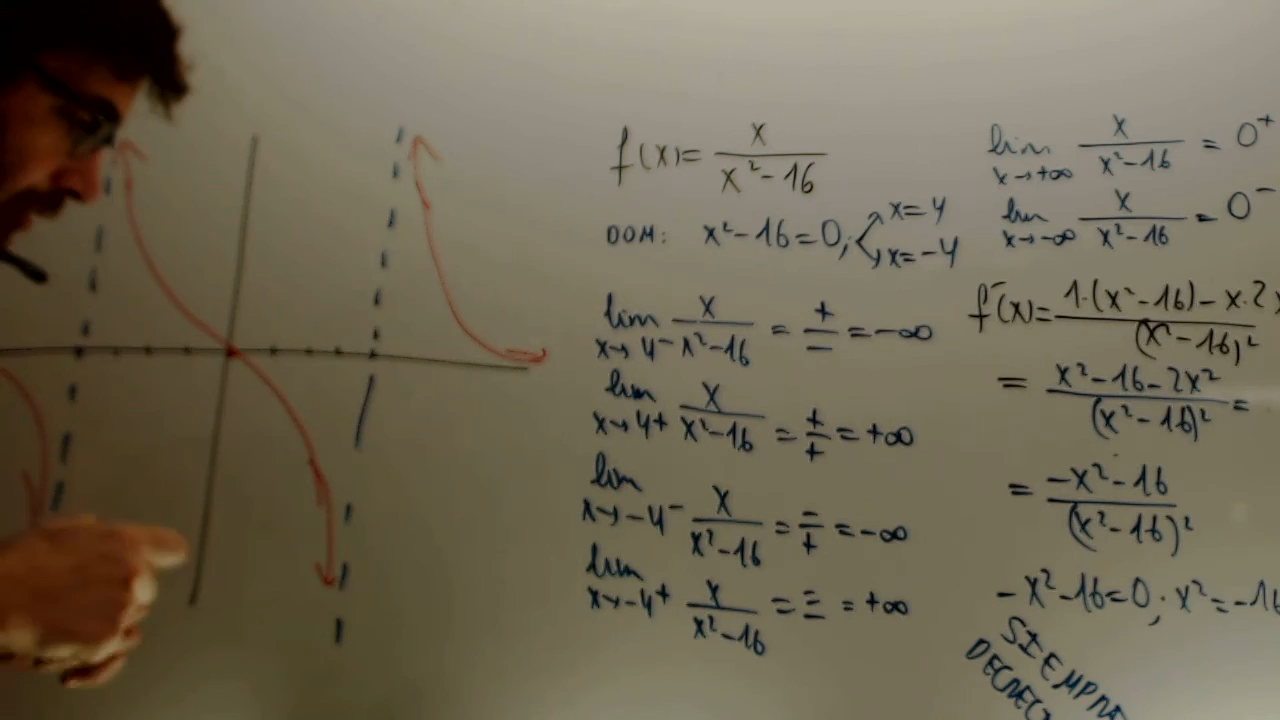 f(x)= x/(x²-16)
DOM: x²-16=0; x=4
x=-4
lim x→4⁻ x/(x²-16) = +/- = -∞
lim x→4+ x/(x²-16) = +/+ = +∞
lim x→-4⁻ x/(x²-16) = -/+ = -∞
lim x→-4+ x/(x²-16) = -/- = +∞
lim x→+∞ x/(x²-16) = 0⁺
lim x→-∞ x/(x²-16) = 0⁻
f'(x)= 1·(x²-16)-x·2x/(x²-16)²
= x²-16-2x²/(x²-16)² =
= -x²-16/(x²-16)²
-x²-16=0; x²=-16
SIEMPRE